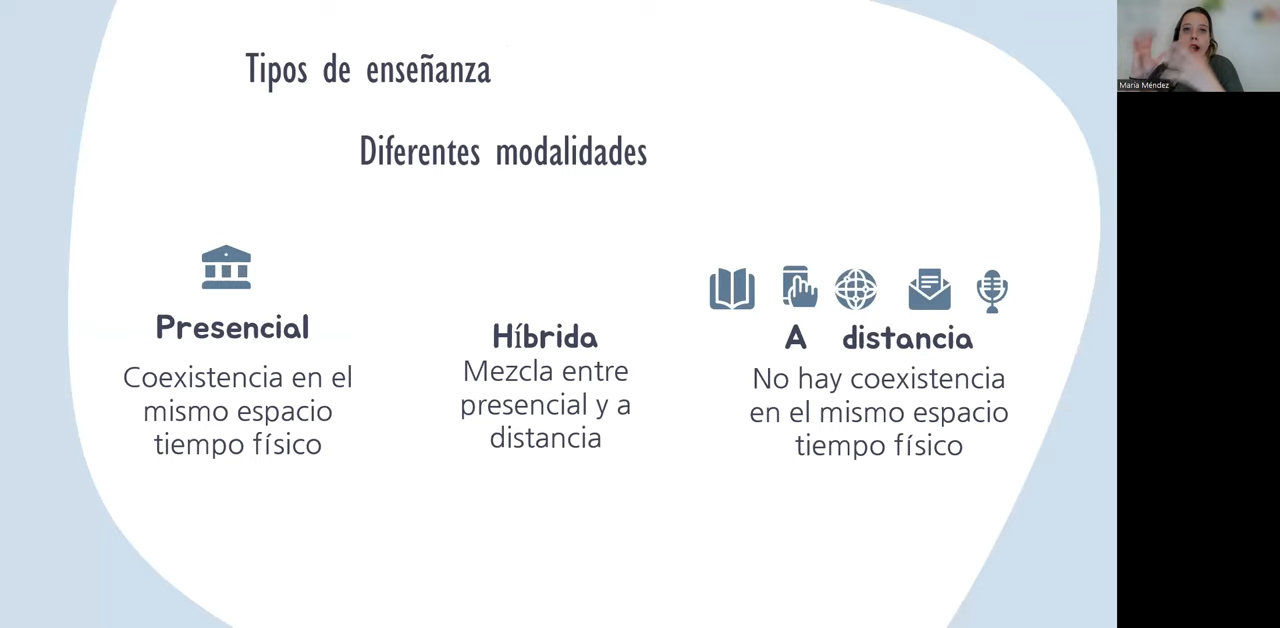 Tipos de enseñanza
Diferentes modalidades
Presencial
Coexistencia en el
mismo espacio
tiempo físico
Híbrida
Mezcla entre
presencial y a
distancia
A distancia
No hay coexistencia
en el mismo espacio
tiempo físico
María Méndez